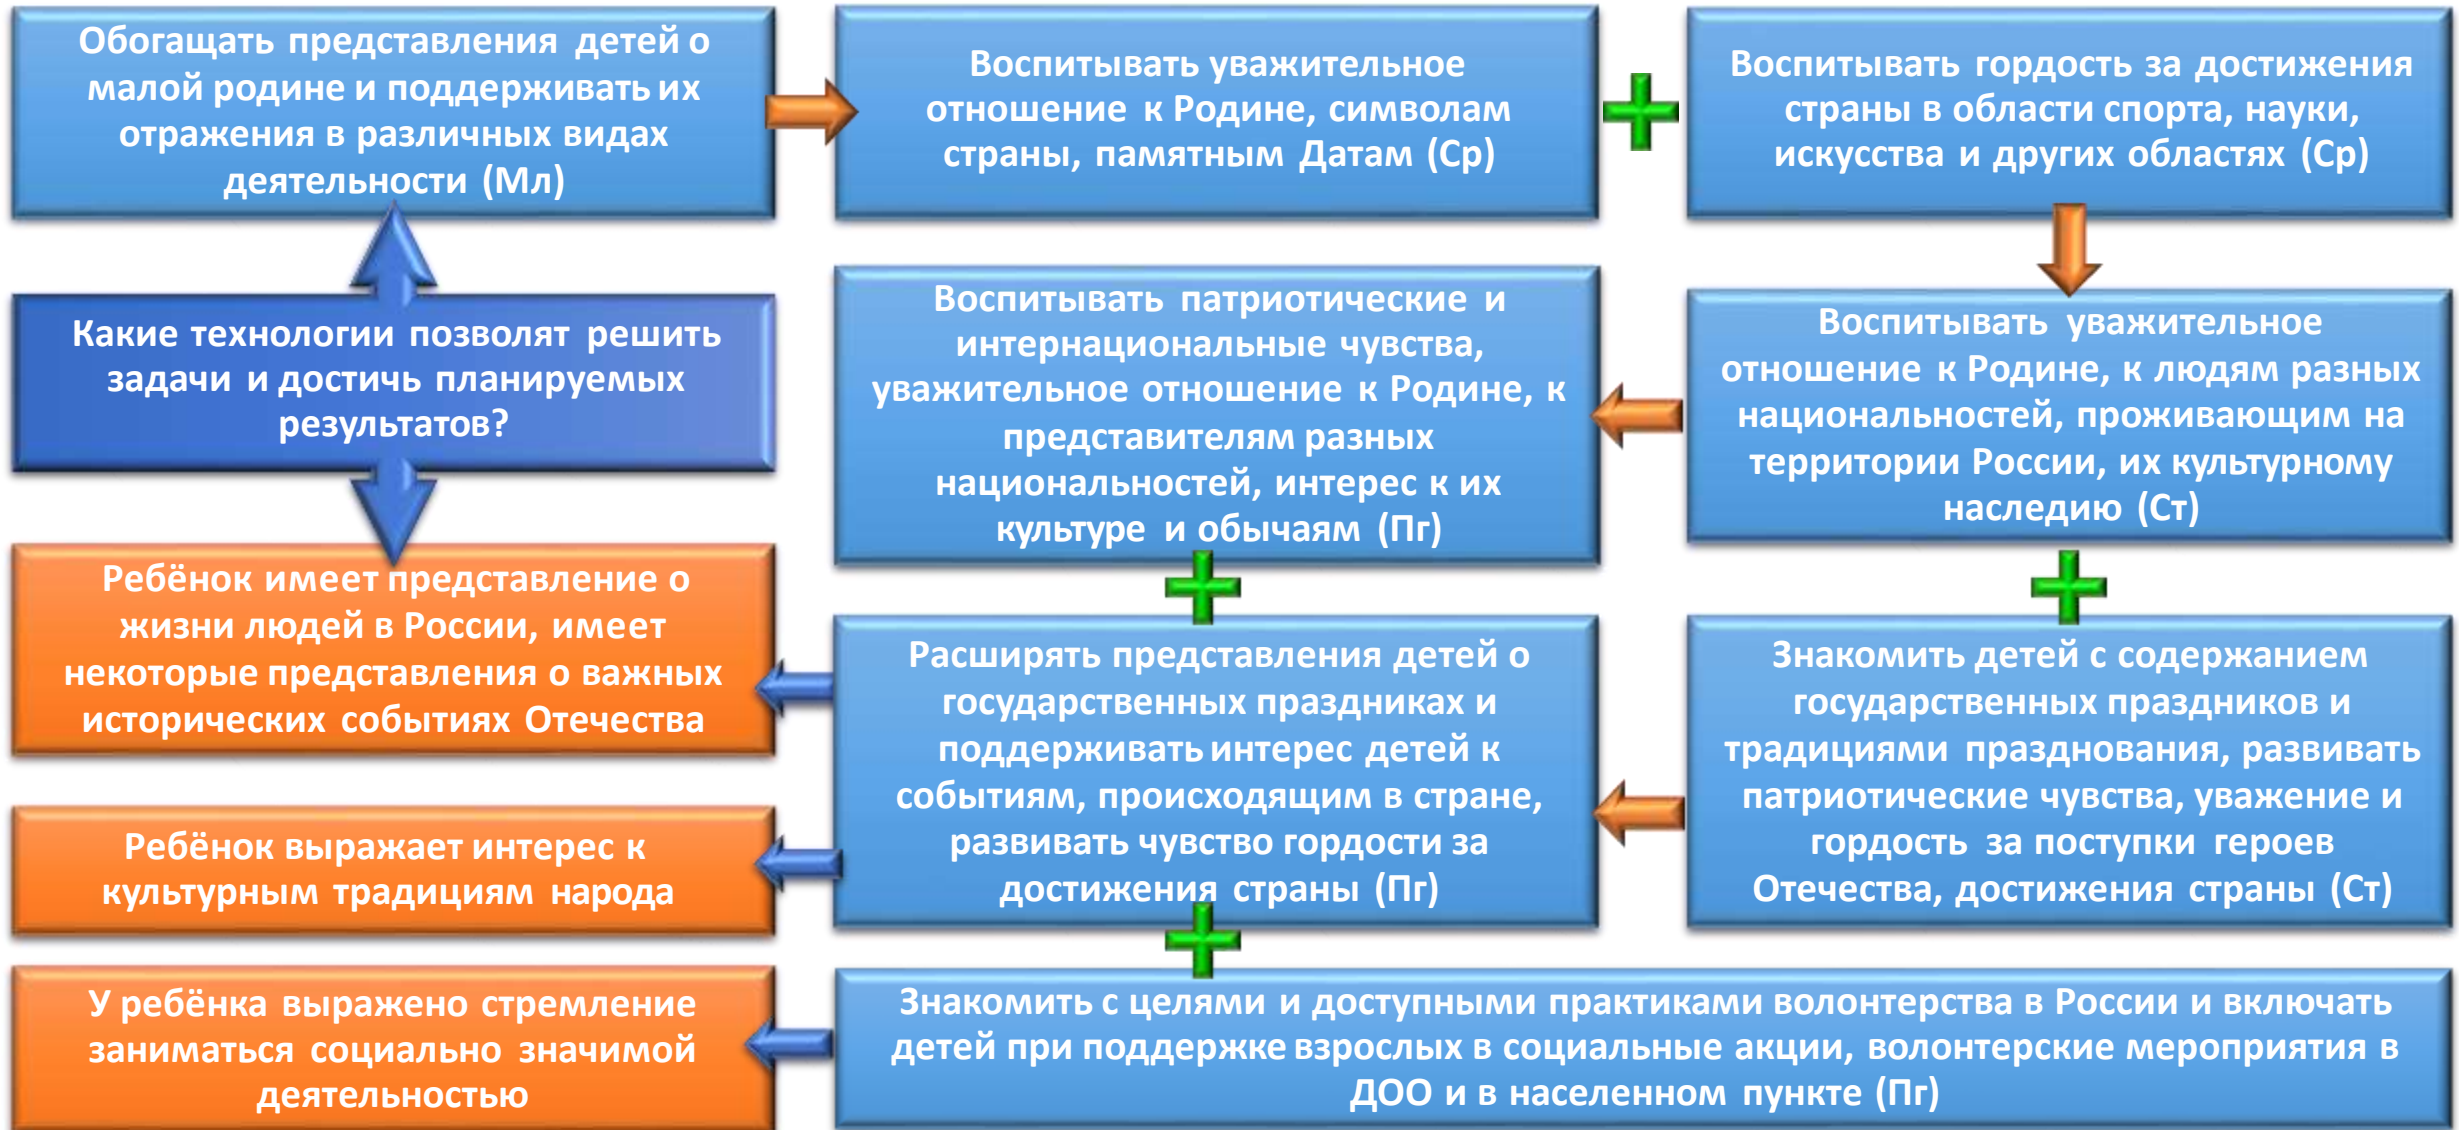 Обогащать представления детей о
малой родине и поддерживать их
отражения в различных видах
деятельности (Мл)
Воспитывать уважительное
отношение к Родине, символам
страны, памятным Датам (Ср)
Воспитывать гордость за достижения
страны в области спорта, науки,
искусства и других областях (Ср)
Какие технологии позволят решить
задачи и достичь планируемых
результатов?
Воспитывать патриотические и
интернациональные чувства,
уважительное отношение к Родине, к
представителям разных
национальностей, интерес к их
культуре и обычаям (Пг)
Воспитывать уважительное
отношение к Родине, к людям разных
национальностей, проживающим на
территории России, их культурному
наследию (Ст)
Ребёнок имеет представление о
жизни людей в России, имеет
некоторые представления о важных
исторических событиях Отечества
Расширять представления детей о
государственных праздниках и
поддерживать интерес детей к
событиям, происходящим в стране,
развивать чувство гордости за
достижения страны (Пг)
Знакомить детей с содержанием
государственных праздников и
традициями празднования, развивать
патриотические чувства, уважение и
гордость за поступки героев
Отечества, достижения страны (Ст)
Ребёнок выражает интерес к
культурным традициям народа
У ребёнка выражено стремление
заниматься социально значимой
деятельностью
Знакомить с целями и доступными практиками волонтерства в России и включать
детей при поддержке взрослых в социальные акции, волонтерские мероприятия в
ДОО и в населенном пункте (Пг)